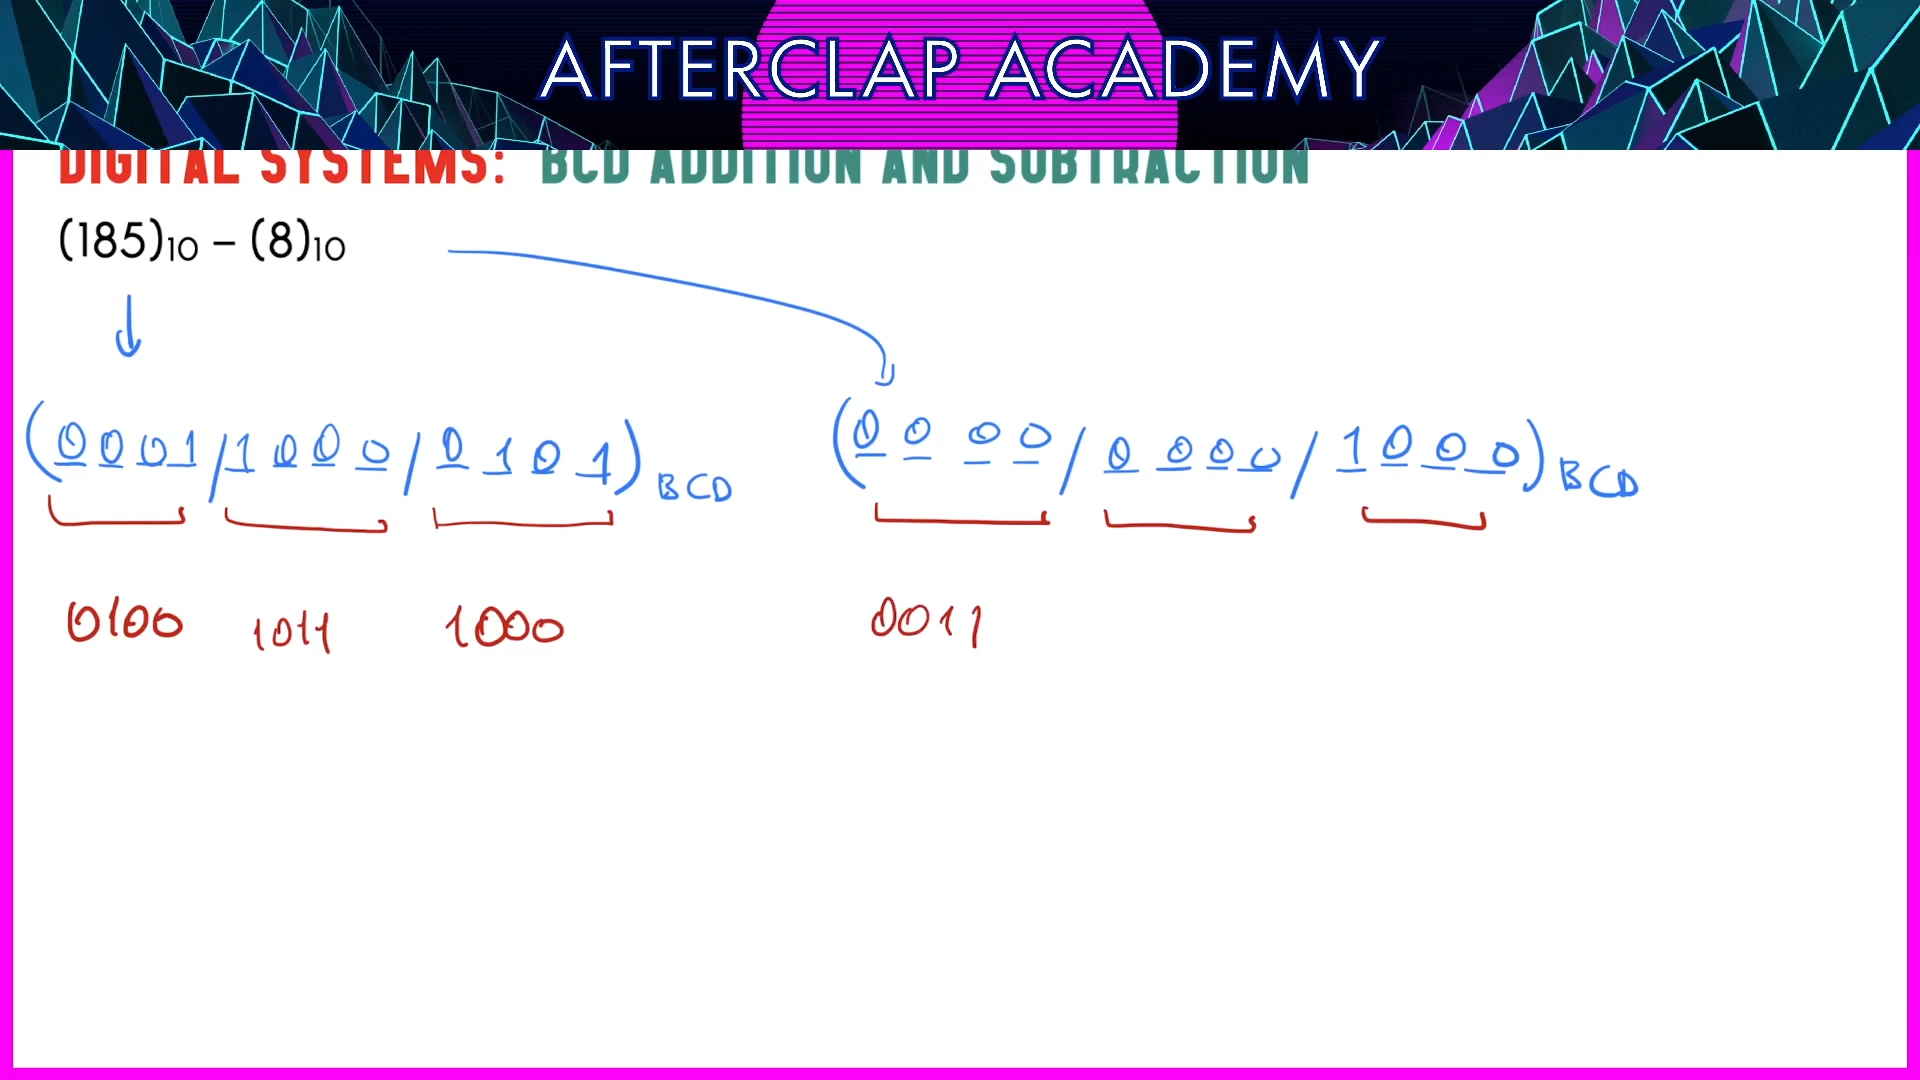 AFTERCLAP ACADEMY
DIGITAL SYSTEMS: BCD ADDITION AND SUBTRACTION
(185)₁₀ – (8)₁₀
(0001/1000/0101)BCD (0000/0000/1000)BCD
0100 1011 1000 0011